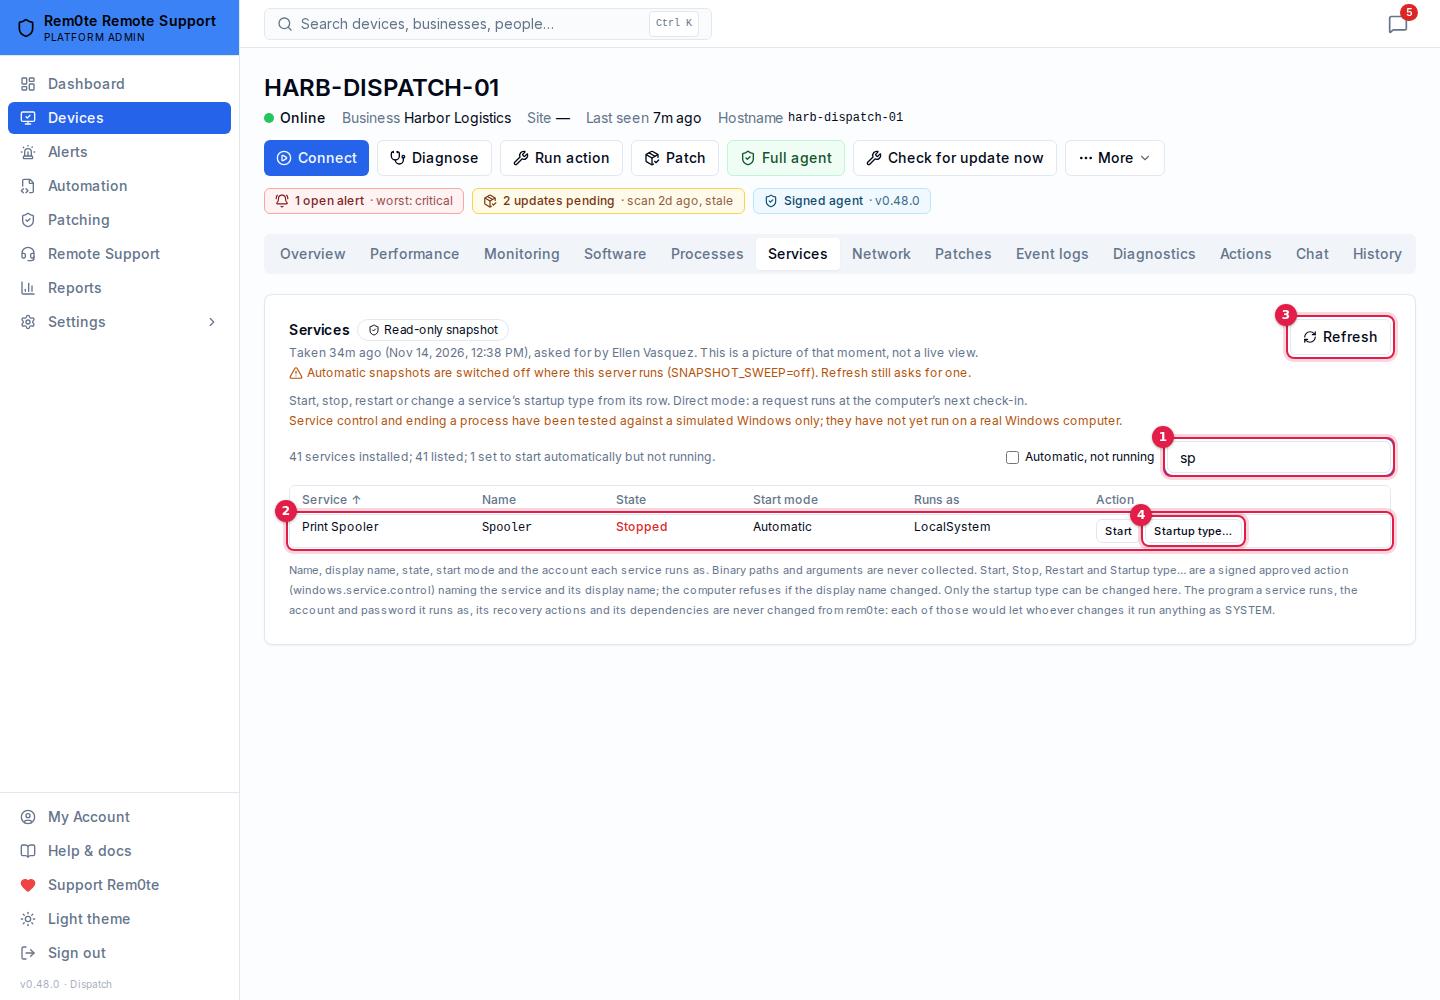 Rem0te Remote Support
PLATFORM ADMIN
Search devices, businesses, people…
Ctrl K
5
Dashboard
Devices
Alerts
Automation
Patching
Remote Support
Reports
Settings
HARB-DISPATCH-01
Online Business Harbor Logistics Site — Last seen 7m ago Hostname harb-dispatch-01
Connect Diagnose Run action Patch Full agent Check for update now More
1 open alert · worst: critical 2 updates pending · scan 2d ago, stale Signed agent · v0.48.0
Overview Performance Monitoring Software Processes Services Network Patches Event logs Diagnostics Actions Chat History
Services Read-only snapshot
3
Refresh
Taken 34m ago (Nov 14, 2026, 12:38 PM), asked for by Ellen Vasquez. This is a picture of that moment, not a live view.
Automatic snapshots are switched off where this server runs (SNAPSHOT_SWEEP=off). Refresh still asks for one.
Start, stop, restart or change a service's startup type from its row. Direct mode: a request runs at the computer's next check-in.
Service control and ending a process have been tested against a simulated Windows only; they have not yet run on a real Windows computer.
41 services installed; 41 listed; 1 set to start automatically but not running.
Automatic, not running
1
sp
Service ↑ Name State Start mode Runs as Action
2
Print Spooler Spooler Stopped Automatic LocalSystem Start
4
Startup type…
Name, display name, state, start mode and the account each service runs as. Binary paths and arguments are never collected. Start, Stop, Restart and Startup type… are a signed approved action
(windows.service.control) naming the service and its display name; the computer refuses if the display name changed. Only the startup type can be changed here. The program a service runs, the
account and password it runs as, its recovery actions and its dependencies are never changed from rem0te: each of those would let whoever changes it run anything as SYSTEM.
My Account
Help & docs
Support Rem0te
Light theme
Sign out
v0.48.0 · Dispatch